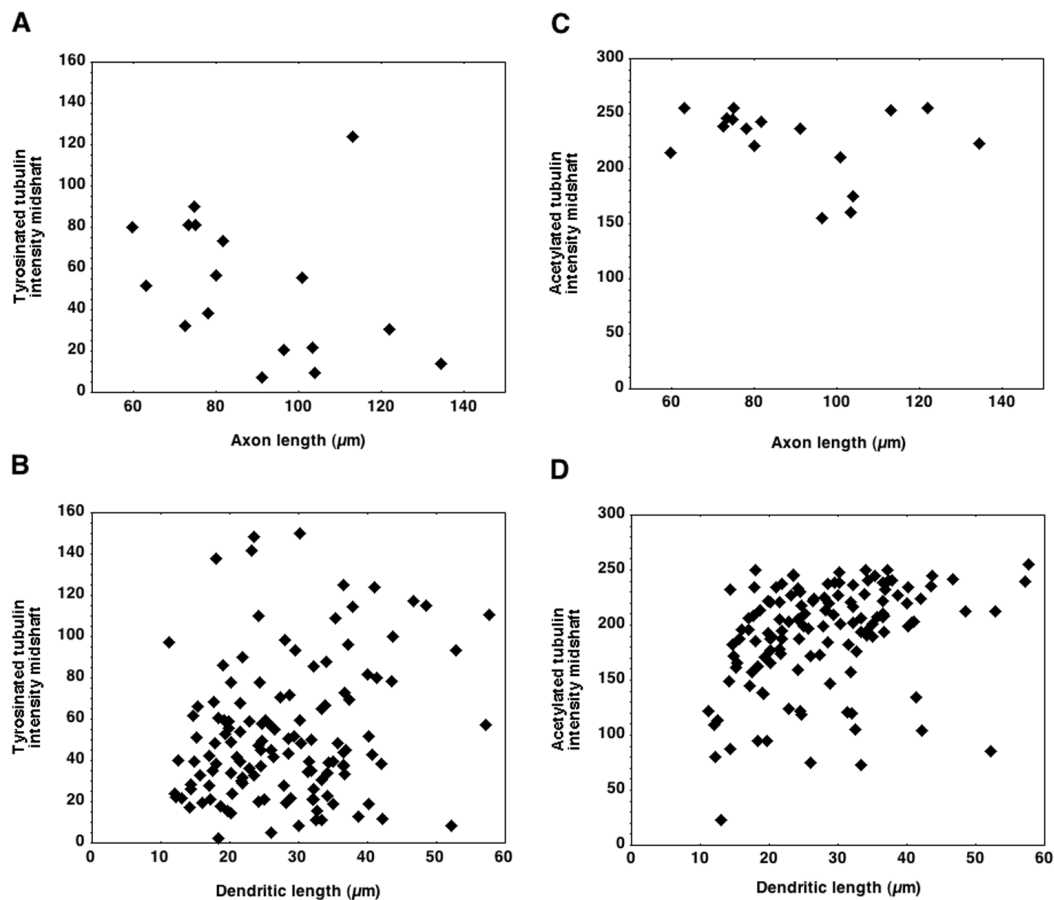 A
160
140
120
100
80
60
40
20
0
Tyrosinated tubulin
intensity midshaft
60 80 100 120 140
Axon length (µm)
C
300
250
200
150
100
50
0
Acetylated tubulin
intensity midshaft
60 80 100 120 140
Axon length (µm)
B
160
140
120
100
80
60
40
20
0
Tyrosinated tubulin
intensity midshaft
0 10 20 30 40 50 60
Dendritic length (µm)
D
300
250
200
150
100
50
0
Acetylated tubulin
intensity midshaft
0 10 20 30 40 50 60
Dendritic length (µm)